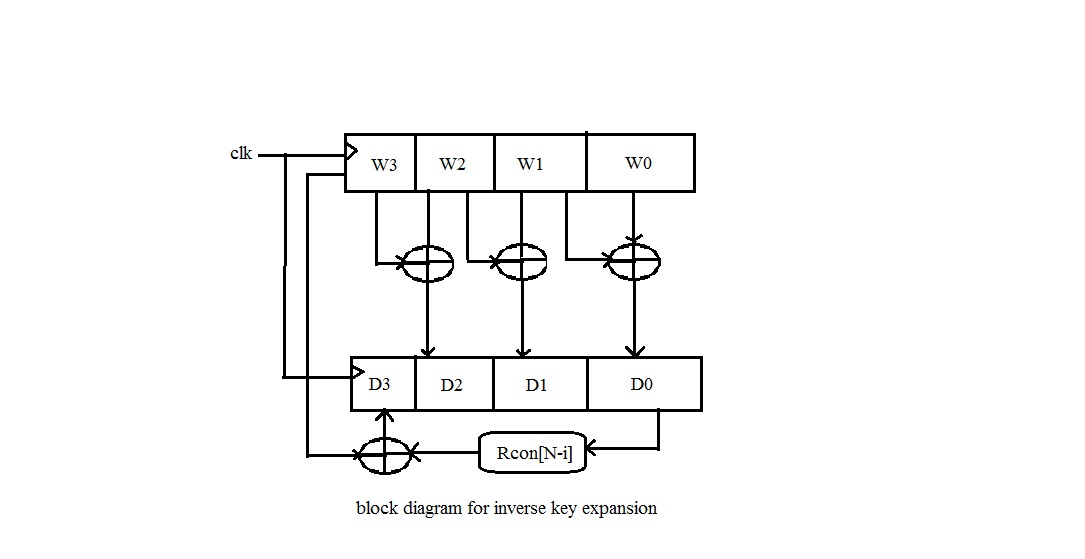 clk
W3 W2 W1 W0
D3 D2 D1 D0
Rcon[N-i]
block diagram for inverse key expansion